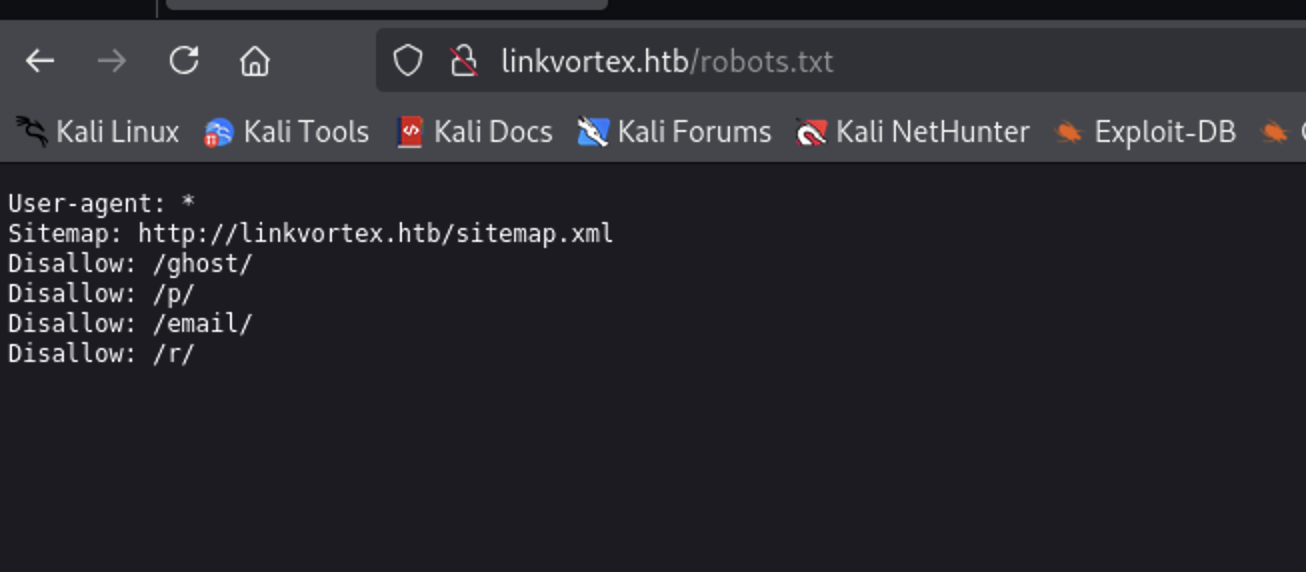 linkvortex.htb/robots.txt
Kali Linux Kali Tools Kali Docs Kali Forums Kali NetHunter Exploit-DB
User-agent: *
Sitemap: http://linkvortex.htb/sitemap.xml
Disallow: /ghost/
Disallow: /p/
Disallow: /email/
Disallow: /r/